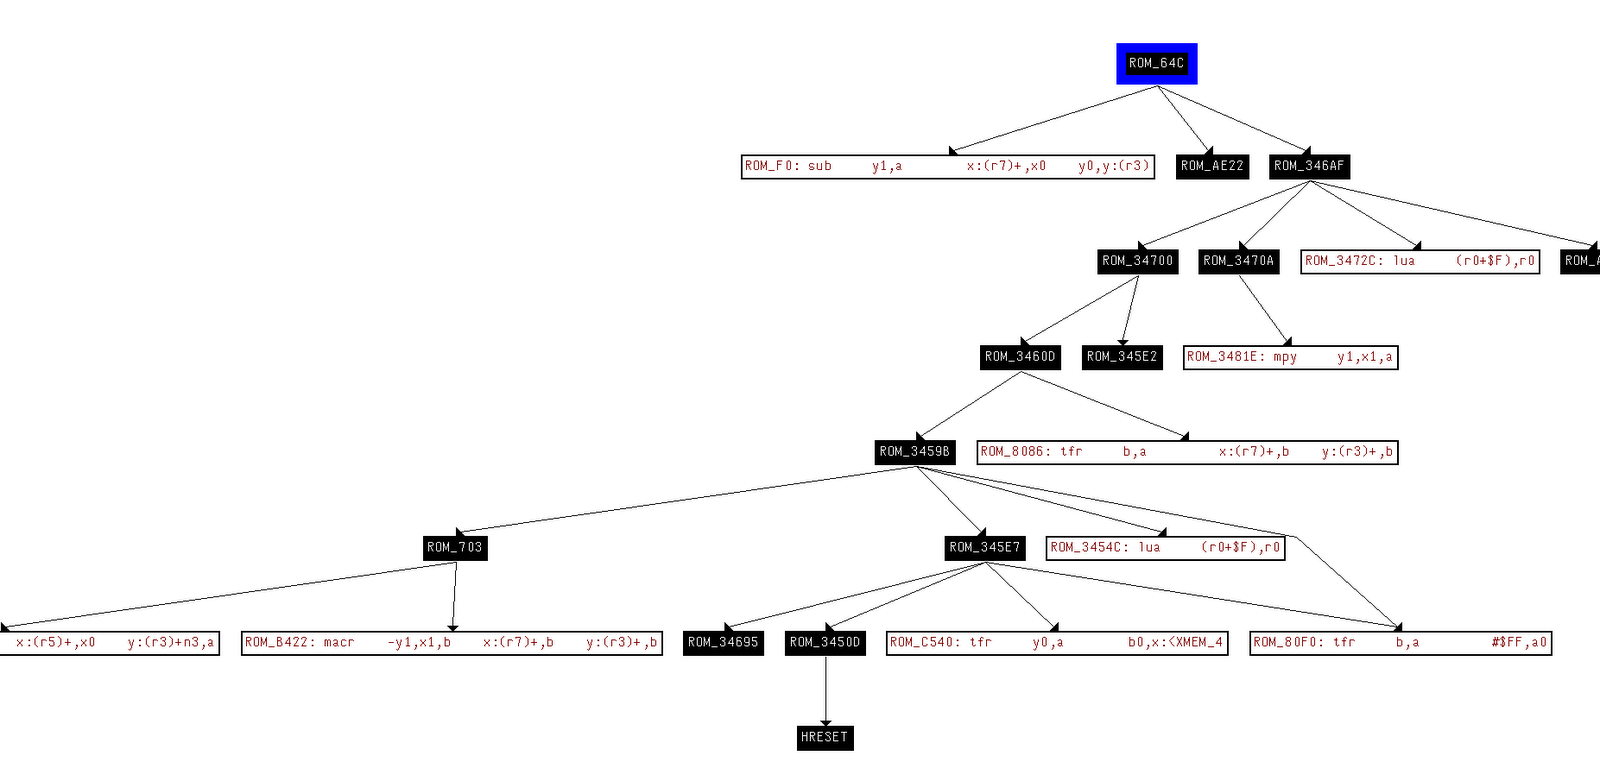 ROM_64C
ROM_F0: sub y1,a x:(r7)+,x0 y0,y:(r3)
ROM_AE22
ROM_346AF
ROM_34700
ROM_3470A
ROM_3472C: lua (r0+$F),r0
ROM_3460D
ROM_345E2
ROM_3481E: mpy y1,x1,a
ROM_3459B
ROM_8086: tfr b,a x:(r7)+,b y:(r3)+,b
ROM_703
ROM_345E7
ROM_3454C: lua (r0+$F),r0
x:(r5)+,x0 y:(r3)+n3,a
ROM_B422: macr -y1,x1,b x:(r7)+,b y:(r3)+,b
ROM_34695
ROM_3450D
ROM_C540: tfr y0,a b0,x:<XMEM_4
ROM_80F0: tfr b,a #$FF,a0
HRESET